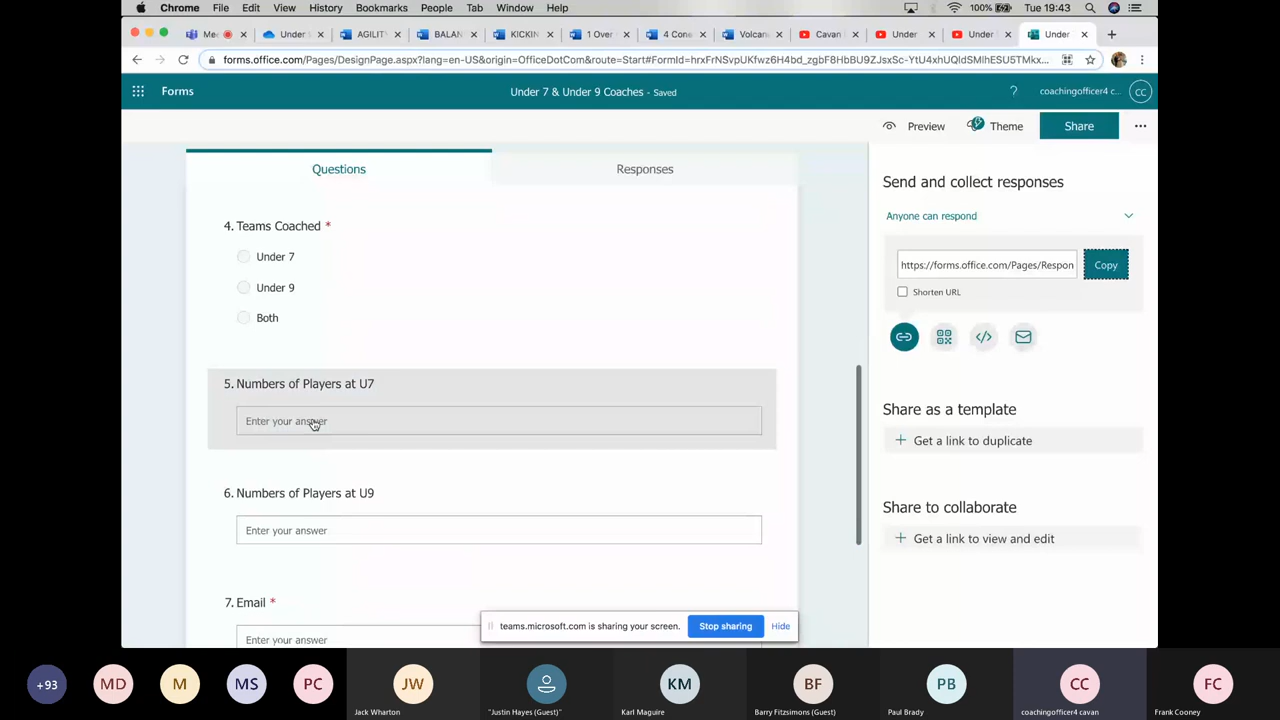 Chrome File Edit View History Bookmarks People Tab Window Help
100% Tue 19:43
Mee
Under
AGILIT
BALAN
KICKIN
1 Over
4 Cone
Volcan
Cavan
Under
Under
Under
forms.office.com/Pages/DesignPage.aspx?lang=en-US&origin=OfficeDotCom&route=Start#FormId=
Forms
Under 7 & Under 9 Coaches - Saved
?
coachingofficer4 c...
CC
Preview
Theme
Share
Questions
Responses
4. Teams Coached *
Under 7
Under 9
Both
5. Numbers of Players at U7
Enter your answer
6. Numbers of Players at U9
Enter your answer
7. Email *
Enter your answer
Send and collect responses
Anyone can respond
https://forms.office.com/Pages/Respon
Copy
Shorten URL
Share as a template
Get a link to duplicate
Share to collaborate
Get a link to view and edit
teams.microsoft.com is sharing your screen.
Stop sharing
Hide
+93
MD
M
MS
PC
JW
Jack Wharton
"Justin Hayes (Guest)"
KM
Karl Maguire
BF
Barry Fitzsimons (Guest)
PB
Paul Brady
CC
coachingofficer4 cavan
FC
Frank Cooney